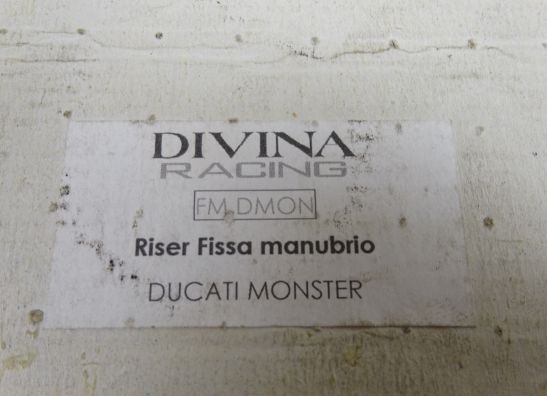 DIVINA
RACING
FM DMON
Riser Fissa manubrio
DUCATI MONSTER